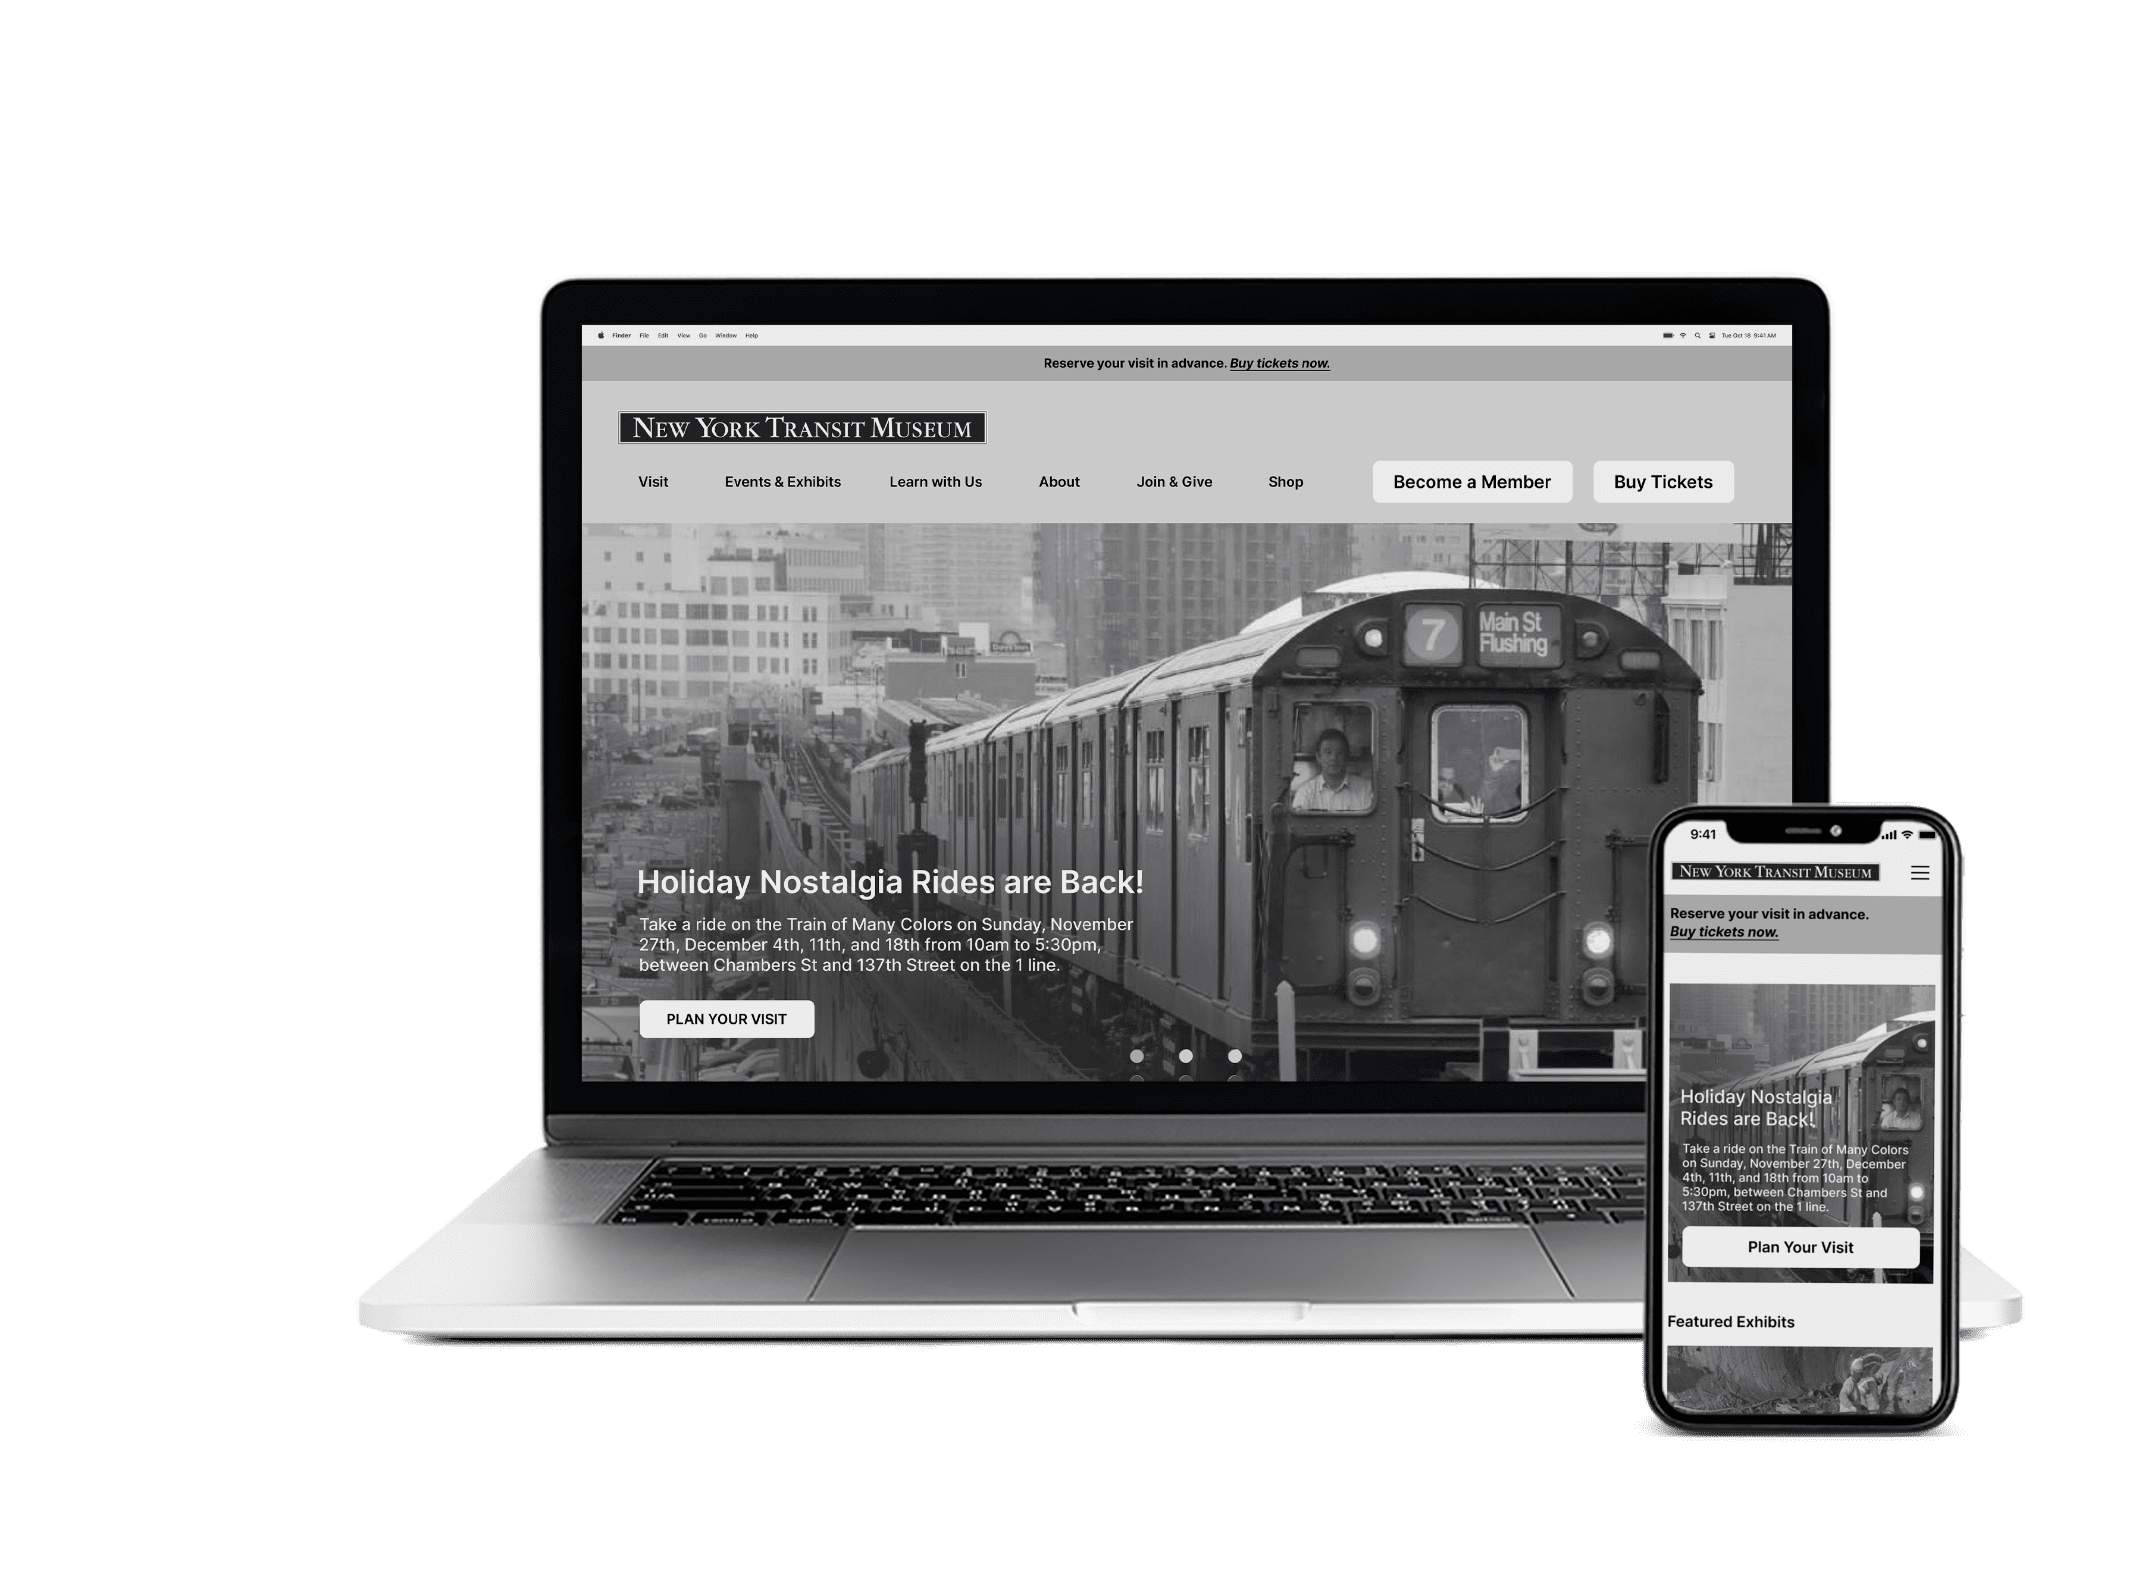 Finder File Edit View Go Window Help
Tue Oct 18 9:41 AM
Reserve your visit in advance. Buy tickets now.
NEW YORK TRANSIT MUSEUM
Visit Events & Exhibits Learn with Us About Join & Give Shop Become a Member Buy Tickets
7
Main St
Flushing
Holiday Nostalgia Rides are Back!
Take a ride on the Train of Many Colors on Sunday, November
27th, December 4th, 11th, and 18th from 10am to 5:30pm,
between Chambers St and 137th Street on the 1 line.
PLAN YOUR VISIT
9:41
NEW YORK TRANSIT MUSEUM
Reserve your visit in advance.
Buy tickets now.
Holiday Nostalgia
Rides are Back!
Take a ride on the Train of Many Colors
on Sunday, November 27th, December
4th, 11th, and 18th from 10am to
5:30pm, between Chambers St and
137th Street on the 1 line.
Plan Your Visit
Featured Exhibits